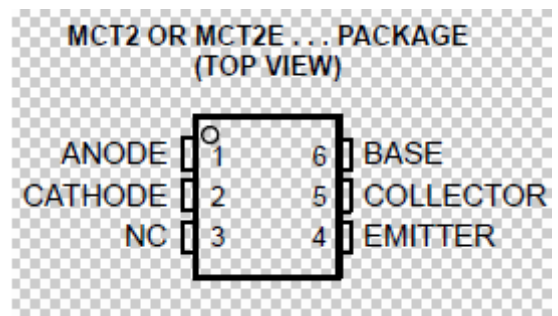 MCT2 OR MCT2E . . . PACKAGE
(TOP VIEW)
ANODE 1 6 BASE
CATHODE 2 5 COLLECTOR
NC 3 4 EMITTER